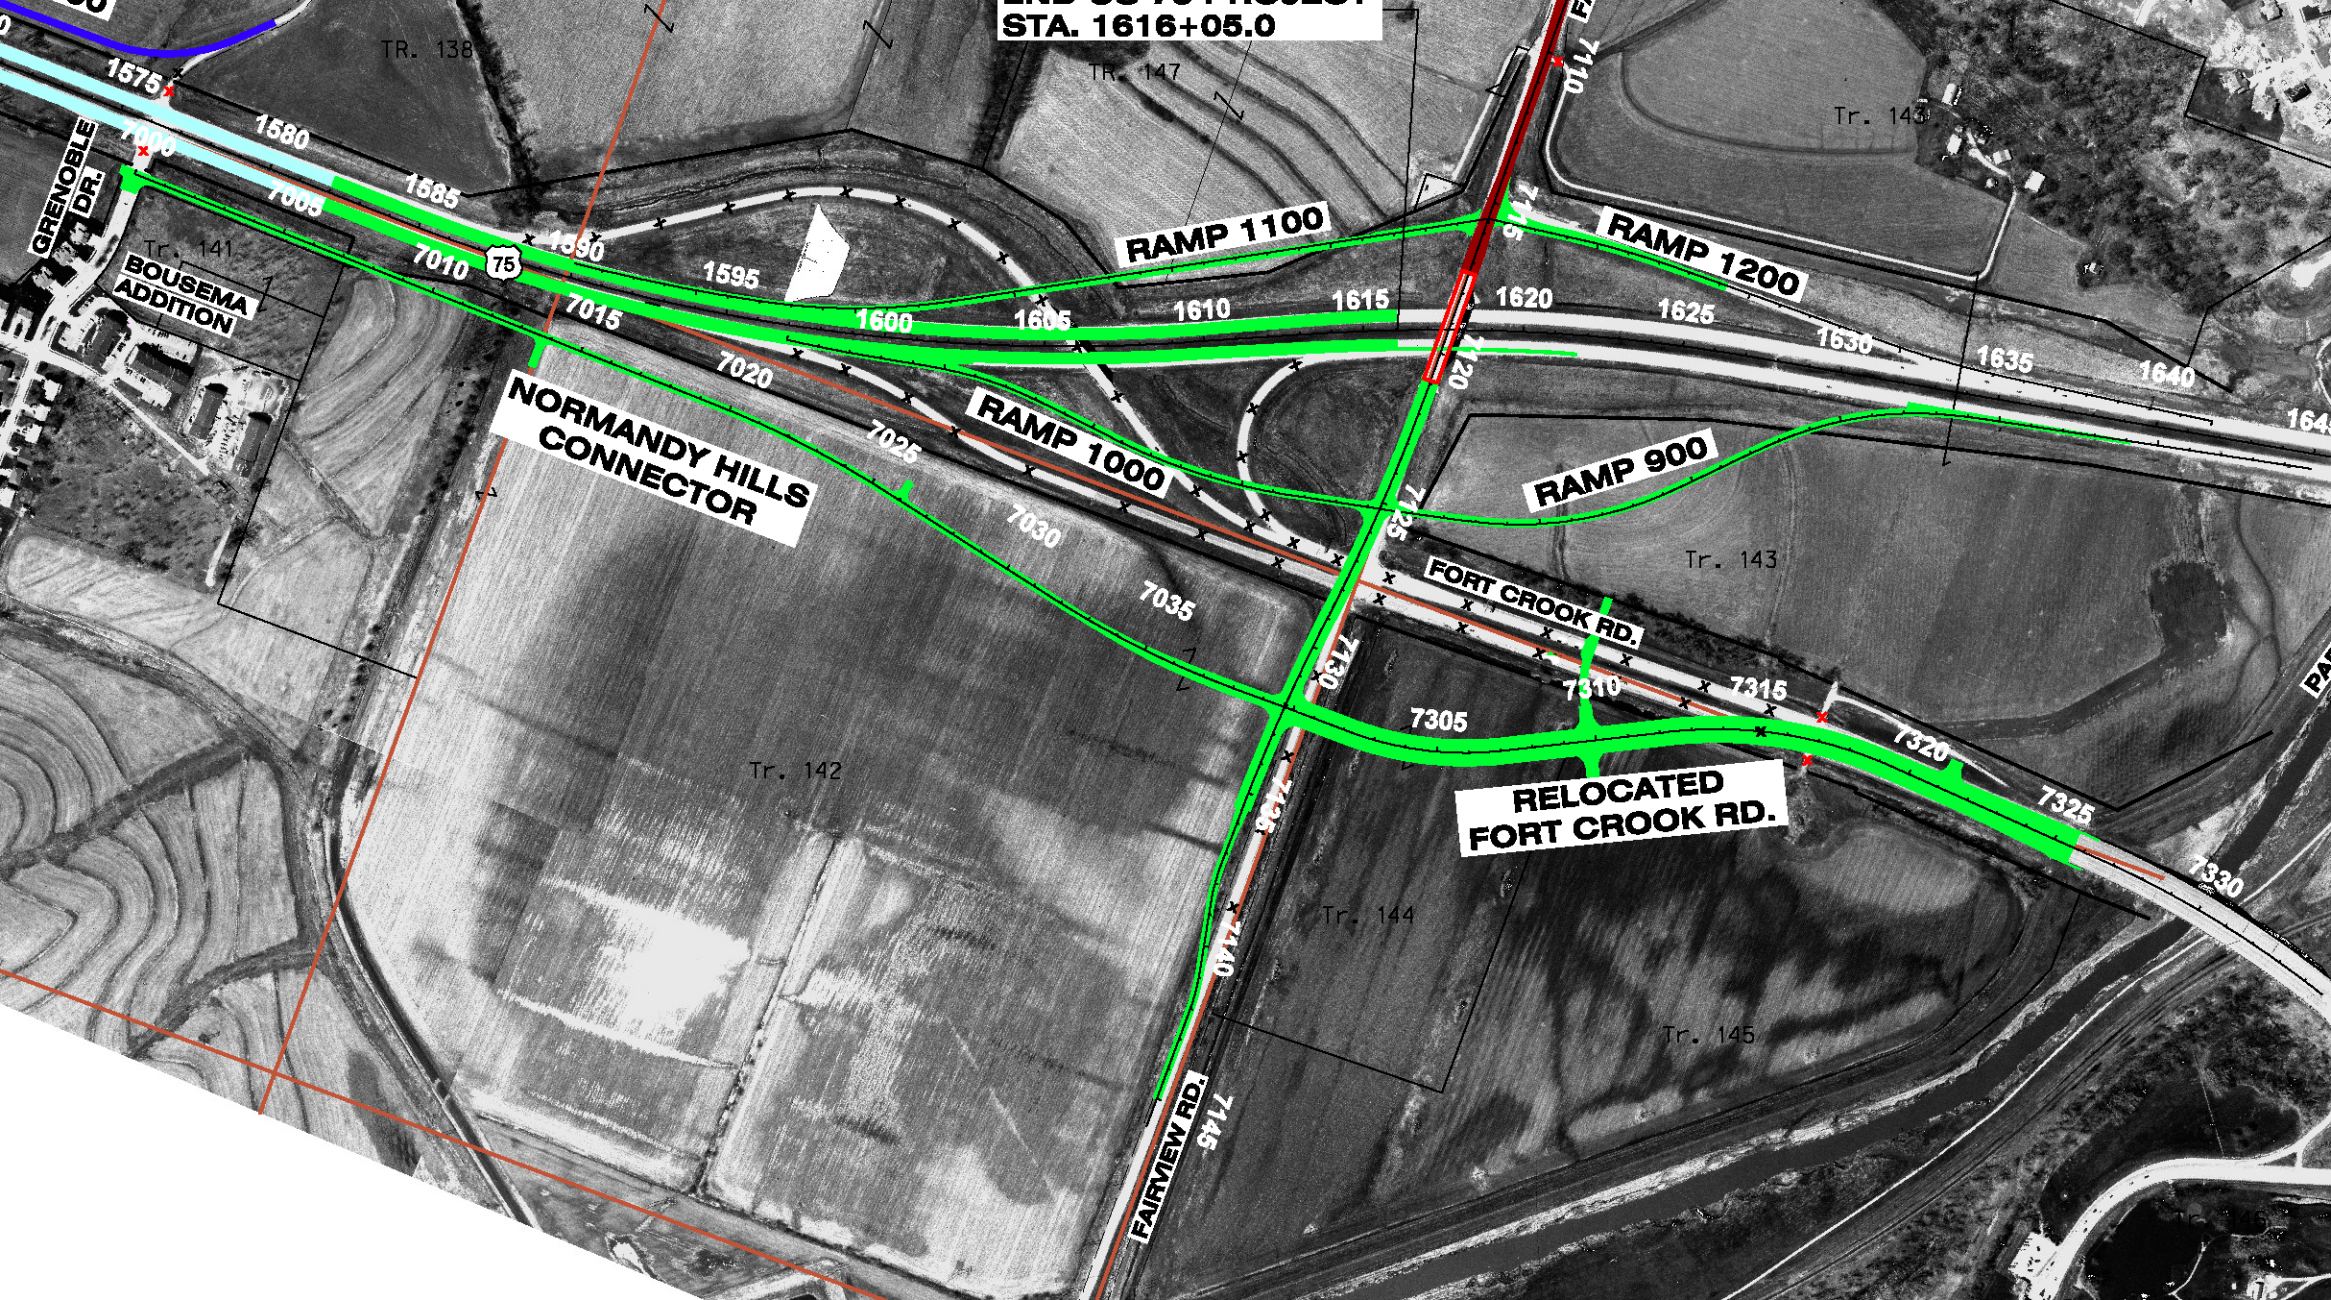 STA. 1616+05.0
TR. 138
TR. 147
Tr. 143
7110
1575
1580
7000
GRENOBLE
DR.
7005
1585
Tr. 141
BOUSEMA
ADDITION
7010
75
1590
1595
7015
RAMP 1100
7115
RAMP 1200
1600
1605
1610
1615
1620
1625
1630
1635
1640
7020
7120
NORMANDY HILLS
CONNECTOR
RAMP 1000
7025
RAMP 900
7030
7125
Tr. 143
FORT CROOK RD.
7035
7130
7310
7315
7305
7320
Tr. 142
RELOCATED
FORT CROOK RD.
7325
7135
7330
Tr. 144
7140
Tr. 145
FAIRVIEW RD.
7145